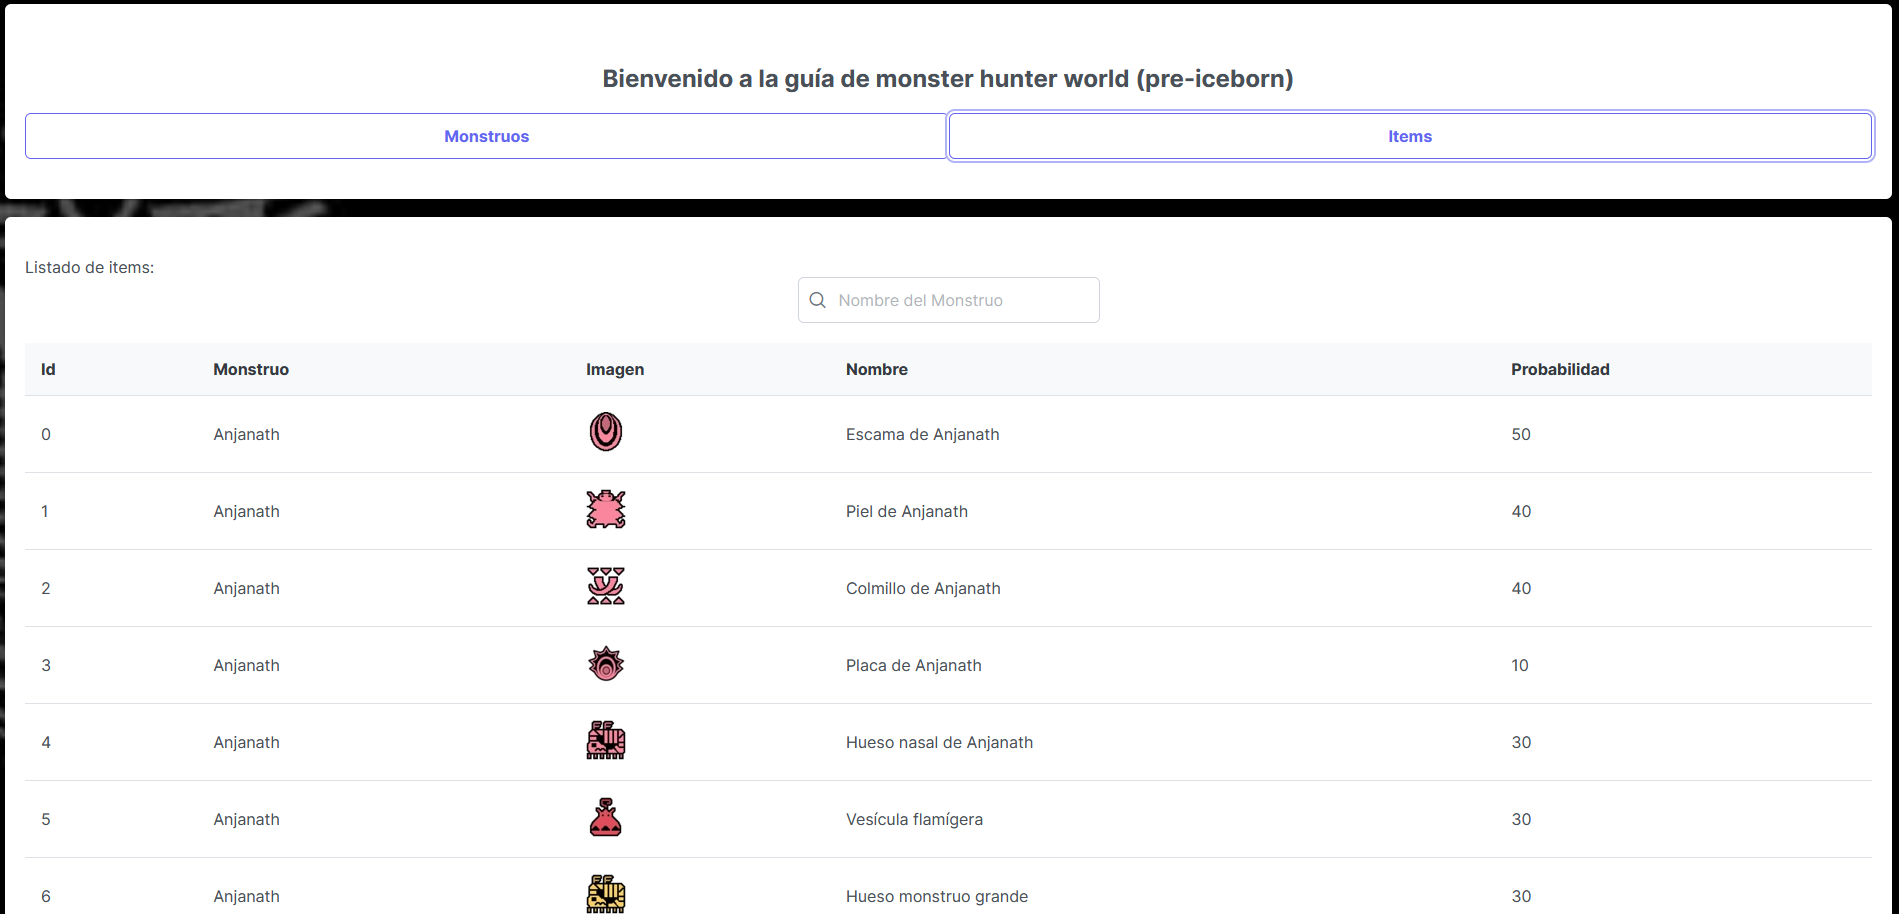 Bienvenido a la guía de monster hunter world (pre-iceborn)
Monstruos Items
Listado de items:
Nombre del Monstruo
Id Monstruo Imagen Nombre Probabilidad
0 Anjanath Escama de Anjanath 50
1 Anjanath Piel de Anjanath 40
2 Anjanath Colmillo de Anjanath 40
3 Anjanath Placa de Anjanath 10
4 Anjanath Hueso nasal de Anjanath 30
5 Anjanath Vesícula flamígera 30
6 Anjanath Hueso monstruo grande 30